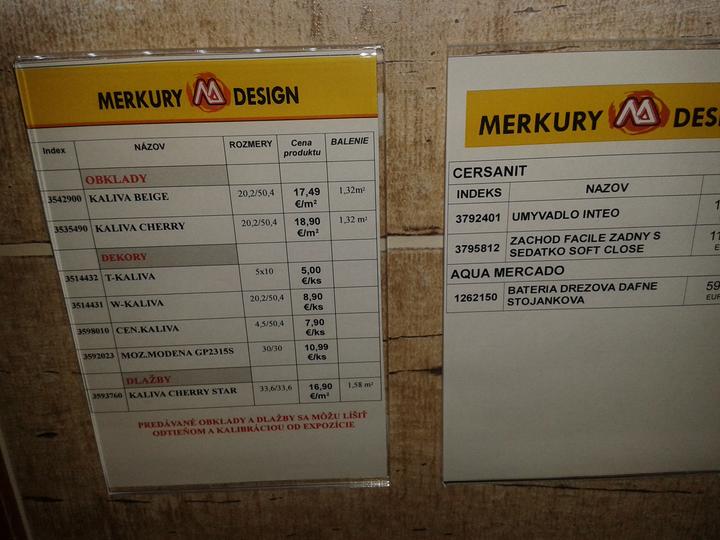 MERKURY DESIGN
Index NÁZOV ROZMERY Cena produktu BALENIE
OBKLADY
3542900 KALIVA BEIGE 20,2/50,4 17,49 €/m² 1,32m²
3535490 KALIVA CHERRY 20,2/50,4 18,90 €/m² 1,32 m²
DEKORY
3514432 T-KALIVA 5x10 5,00 €/ks
3514431 W-KALIVA 20,2/50,4 8,90 €/ks
3598010 CEN.KALIVA 4,5/50,4 7,90 €/ks
3592023 MOZ.MODENA GP2315S 30/30 10,99 €/ks
DLAŽBY
3593760 KALIVA CHERRY STAR 33,6/33,6 16,90 €/m² 1,58 m²
PREDÁVANÉ OBKLADY A DLAŽBY SA MÔŽU LÍŠIŤ
ODTIEŇOM A KALIBRÁCIOU OD EXPOZÍCIE
MERKURY
CERSANIT
INDEKS NAZOV
3792401 UMYVADLO INTEO
3795812 ZACHOD FACILE ZADNY S
SEDATKO SOFT CLOSE
AQUA MERCADO
1262150 BATERIA DREZOVA DAFNE
STOJANKOVA